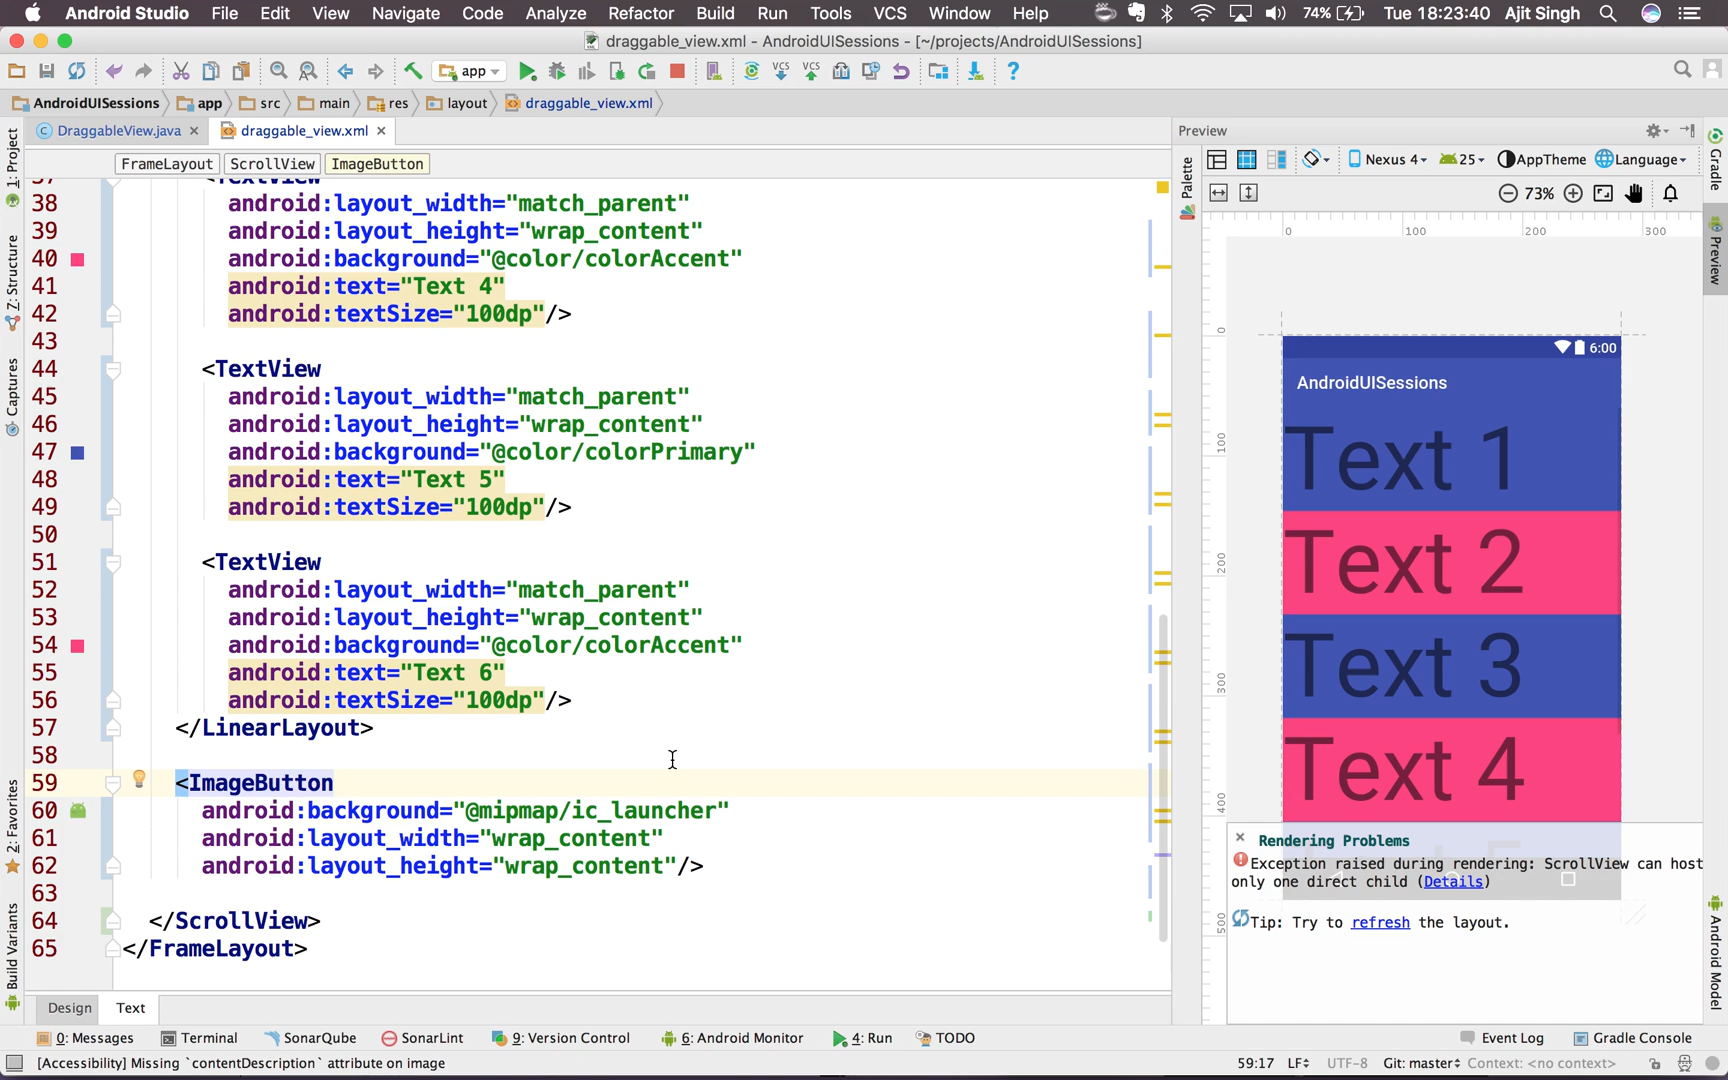 Android Studio File Edit View Navigate Code Analyze Refactor Build Run Tools VCS Window Help 74% Tue 18:23:40 Ajit Singh
draggable_view.xml - AndroidUISessions - [~/projects/AndroidUISessions]
app VCS VCS ?
AndroidUISessions app src main res layout draggable_view.xml
DraggableView.java draggable_view.xml
FrameLayout ScrollView ImageButton
37 <TextView
38 android:layout_width="match_parent"
39 android:layout_height="wrap_content"
40 android:background="@color/colorAccent"
41 android:text="Text 4"
42 android:textSize="100dp"/>
43
44 <TextView
45 android:layout_width="match_parent"
46 android:layout_height="wrap_content"
47 android:background="@color/colorPrimary"
48 android:text="Text 5"
49 android:textSize="100dp"/>
50
51 <TextView
52 android:layout_width="match_parent"
53 android:layout_height="wrap_content"
54 android:background="@color/colorAccent"
55 android:text="Text 6"
56 android:textSize="100dp"/>
57 </LinearLayout>
58
59 <ImageButton
60 android:background="@mipmap/ic_launcher"
61 android:layout_width="wrap_content"
62 android:layout_height="wrap_content"/>
63
64 </ScrollView>
65 </FrameLayout>
Design Text
1: Project
Z: Structure
Captures
2: Favorites
Build Variants
Preview
Palette
Nexus 4 25 AppTheme Language
73%
0 100 200 300
0
100
200
300
400
500
6:00
AndroidUISessions
Text 1
Text 2
Text 3
Text 4
Rendering Problems
Exception raised during rendering: ScrollView can host
only one direct child (Details)
Tip: Try to refresh the layout.
Gradle
Preview
Android Model
0: Messages Terminal SonarQube SonarLint 9: Version Control 6: Android Monitor 4: Run TODO Event Log Gradle Console
[Accessibility] Missing `contentDescription` attribute on image 59:17 LF UTF-8 Git: master Context: <no context>